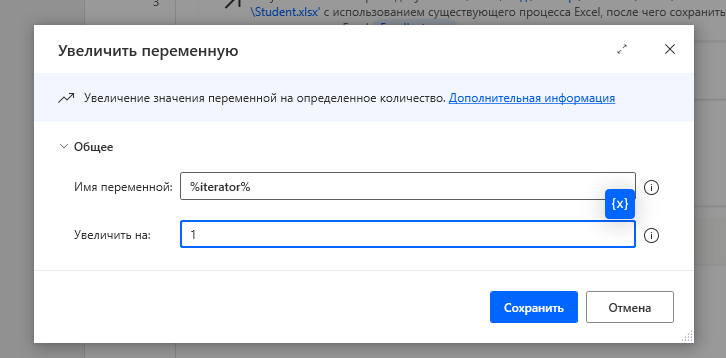 3
\Student.xlsx' с использованием существующего процесса Excel, после чего сохранить
Увеличить переменную
Увеличение значения переменной на определенное количество. Дополнительная информация
Общее
Имя переменной: %iterator%
{x}
Увеличить на: 1
Сохранить Отмена